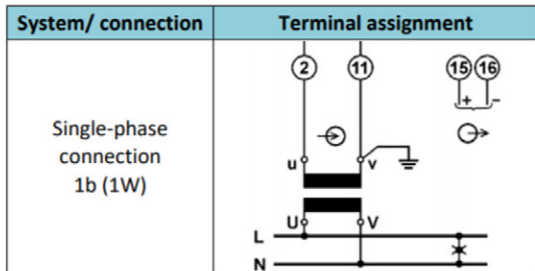 System/ connection
Terminal assignment
Single-phase
connection
1b (1W)
2 11 15 16
+ -
u v
U V
L
N